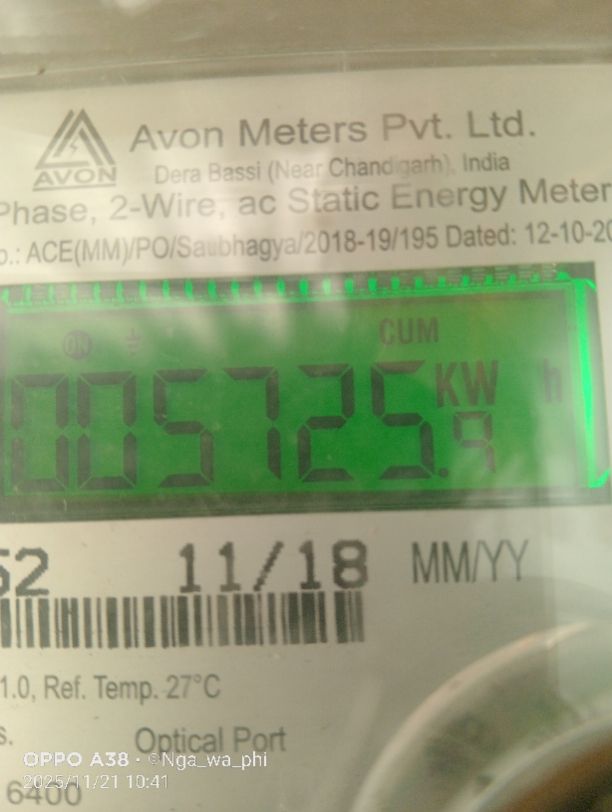 AVON
Avon Meters Pvt. Ltd.
Dera Bassi (Near Chandigarh), India
Phase, 2-Wire, ac Static Energy Meter
o.: ACE(MM)/PO/Saubhagya/2018-19/195 Dated: 12-10-20
ON CUM
005725.9 KW h
52 11/18 MM/YY
1.0, Ref. Temp. 27°C
s. Optical Port
6400
OPPO A38 · @Nga_wa_phi
2025/11/21 10:41